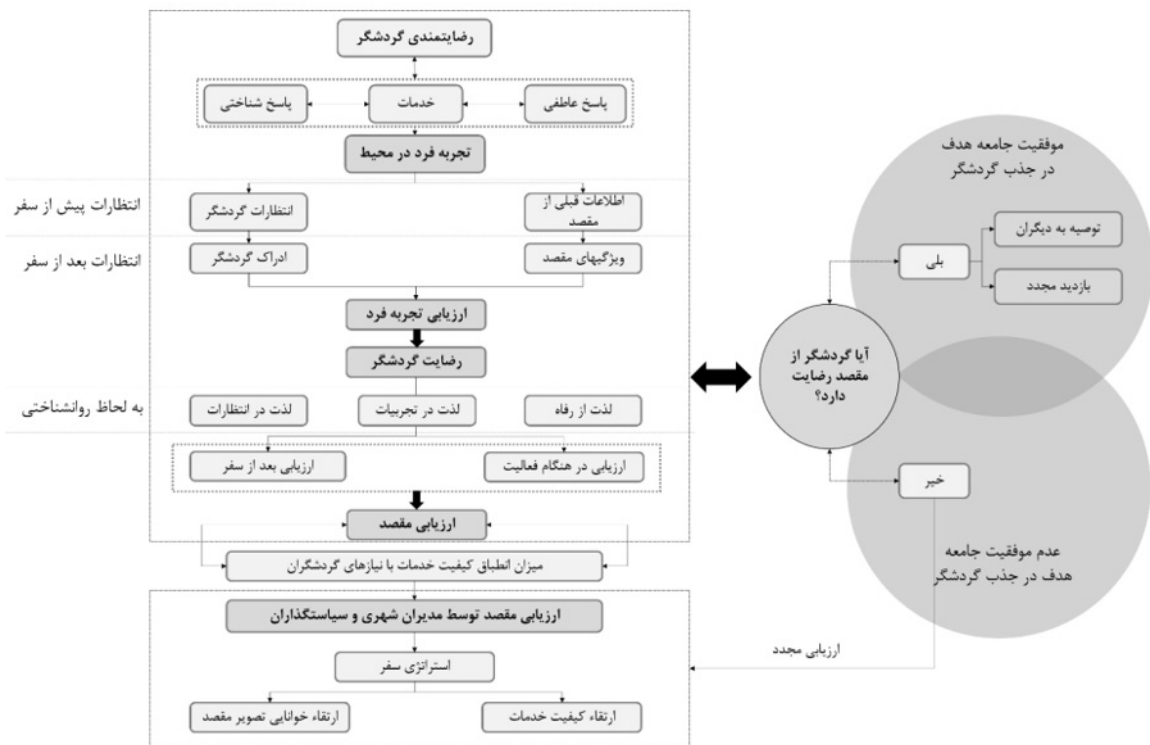 رضایتمندی گردشگر
پاسخ عاطفی
خدمات
پاسخ شناختی
تجربه فرد در محیط
انتظارات پیش از سفر
اطلاعات قبلی از
مقصد
انتظارات گردشگر
انتظارات بعد از سفر
ویژگیهای مقصد
ادراک گردشگر
ارزیابی تجربه فرد
رضایت گردشگر
به لحاظ روانشناختی
لذت از رفاه
لذت در تجربیات
لذت در انتظارات
ارزیابی در هنگام فعالیت
ارزیابی بعد از سفر
ارزیابی مقصد
میزان انطباق کیفیت خدمات با نیازهای گردشگران
ارزیابی مقصد توسط مدیران شهری و سیاستگذاران
استراتژی سفر
ارتقاء کیفیت خدمات
ارتقاء خوانایی تصویر مقصد
موفقیت جامعه هدف
در جذب گردشگر
توصیه به دیگران
بلی
بازدید مجدد
آیا گردشگر از
مقصد رضایت
دارد؟
خیر
عدم موفقیت جامعه
هدف در جذب گردشگر
ارزیابی مجدد